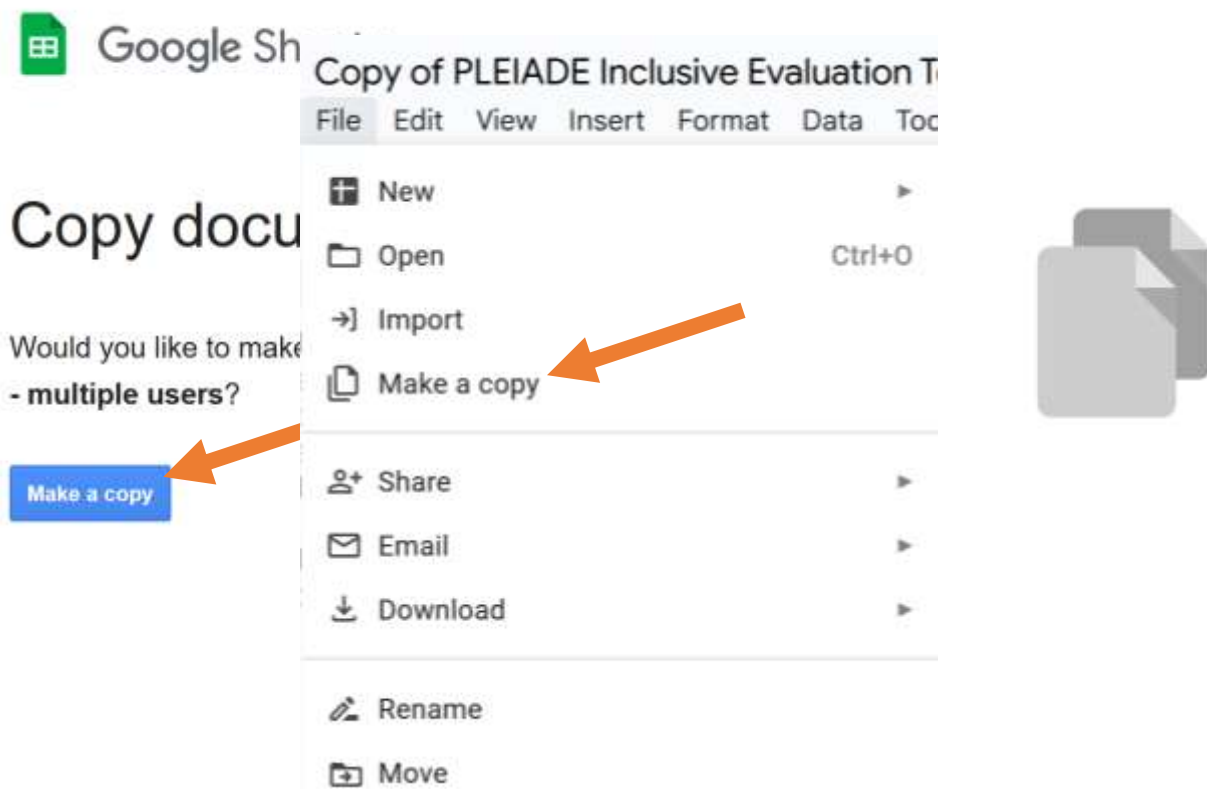 Google Sh
Copy docu
Would you like to make
- multiple users?
Make a copy
Copy of PLEIADE Inclusive Evaluation T
File Edit View Insert Format Data Too
New
Open Ctrl+O
Import
Make a copy
Share
Email
Download
Rename
Move